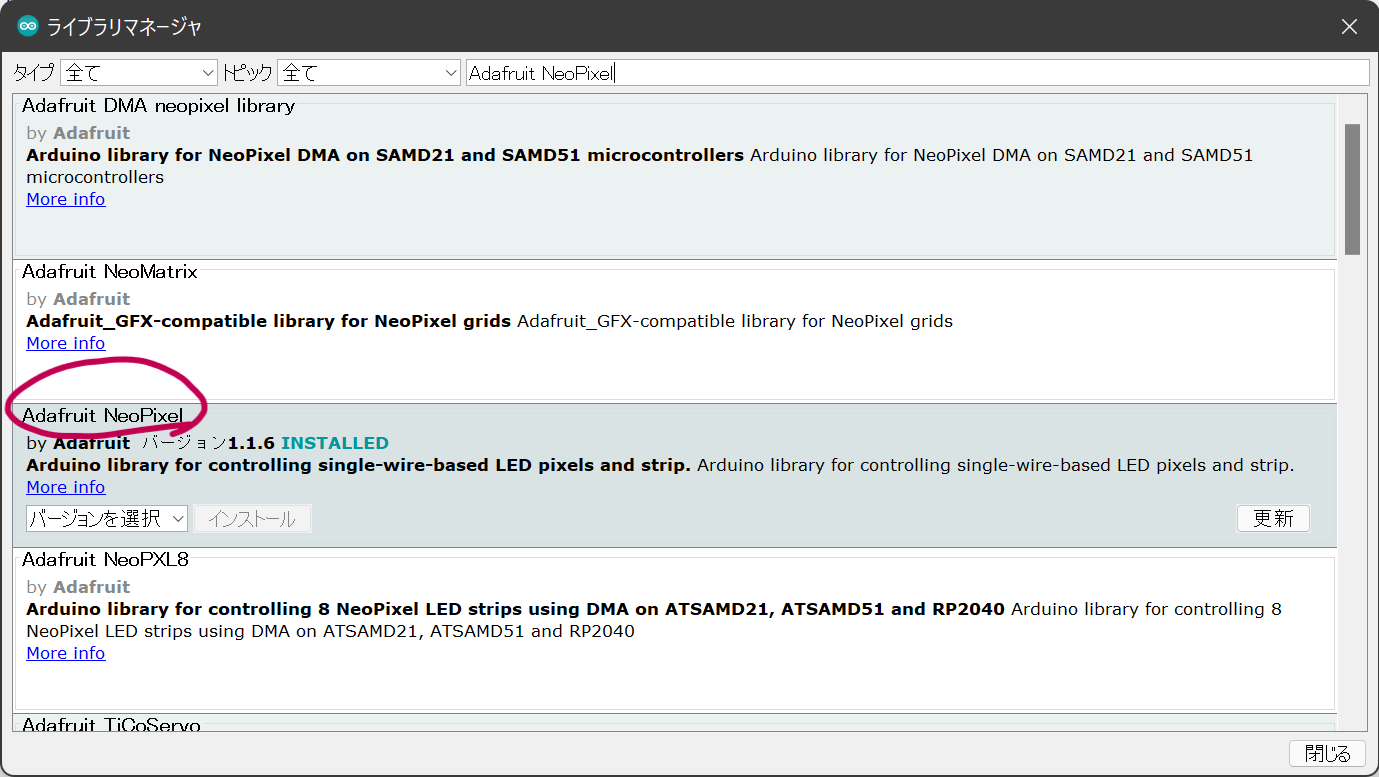 ライブラリマネージャ
タイプ 全て トピック 全て Adafruit NeoPixel
Adafruit DMA neopixel library
by Adafruit
Arduino library for NeoPixel DMA on SAMD21 and SAMD51 microcontrollers Arduino library for NeoPixel DMA on SAMD21 and SAMD51
microcontrollers
More info
Adafruit NeoMatrix
by Adafruit
Adafruit_GFX-compatible library for NeoPixel grids Adafruit_GFX-compatible library for NeoPixel grids
More info
Adafruit NeoPixel
by Adafruit バージョン1.1.6 INSTALLED
Arduino library for controlling single-wire-based LED pixels and strip. Arduino library for controlling single-wire-based LED pixels and strip.
More info
バージョンを選択 インストール 更新
Adafruit NeoPXL8
by Adafruit
Arduino library for controlling 8 NeoPixel LED strips using DMA on ATSAMD21, ATSAMD51 and RP2040 Arduino library for controlling 8
NeoPixel LED strips using DMA on ATSAMD21, ATSAMD51 and RP2040
More info
Adafruit TiCoServo
閉じる